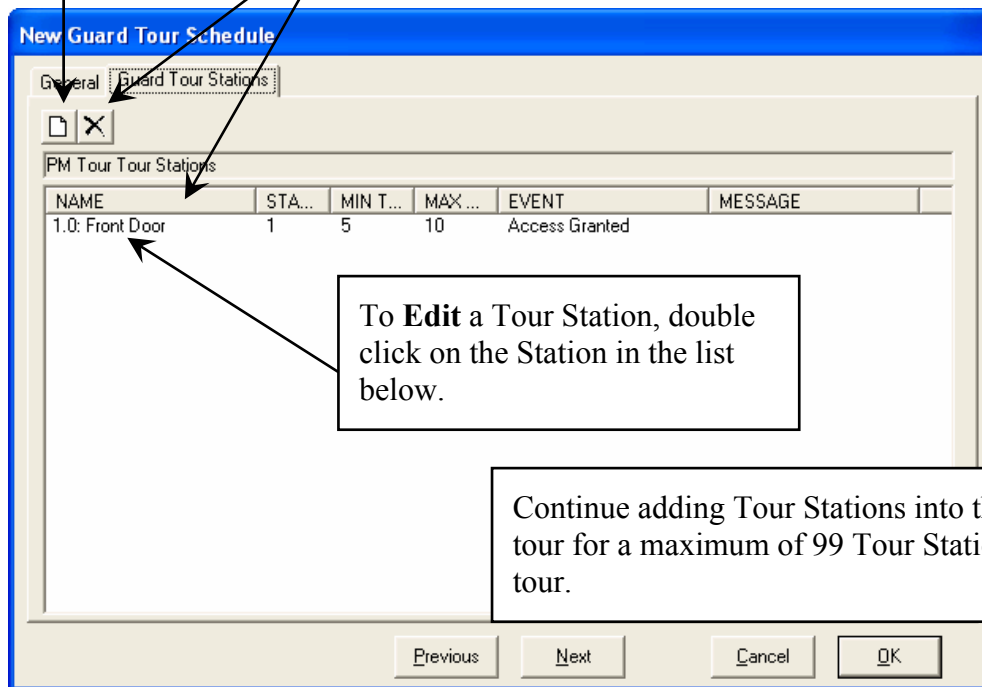 New Guard Tour Schedule
General Guard Tour Stations
PM Tour Tour Stations
NAME STA... MIN T... MAX ... EVENT MESSAGE
1.0: Front Door 1 5 10 Access Granted
To Edit a Tour Station, double
click on the Station in the list
below.
Continue adding Tour Stations into
tour for a maximum of 99 Tour
tour.
Previous Next Cancel OK